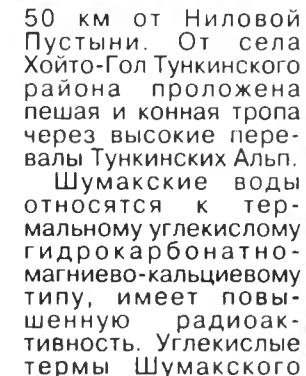 50 км от Ниловой
Пустыни. От села
Хойто-Гол Тункинского
района проложена
пешая и конная тропа
через высокие пере-
валы Тункинских Альп.
Шумакские воды
относятся к тер-
мальному углекислому
гидрокарбонатно-
магниево-кальциевому
типу, имеет повы-
шенную радиоак-
тивность. Углекислые
термы Шумакского